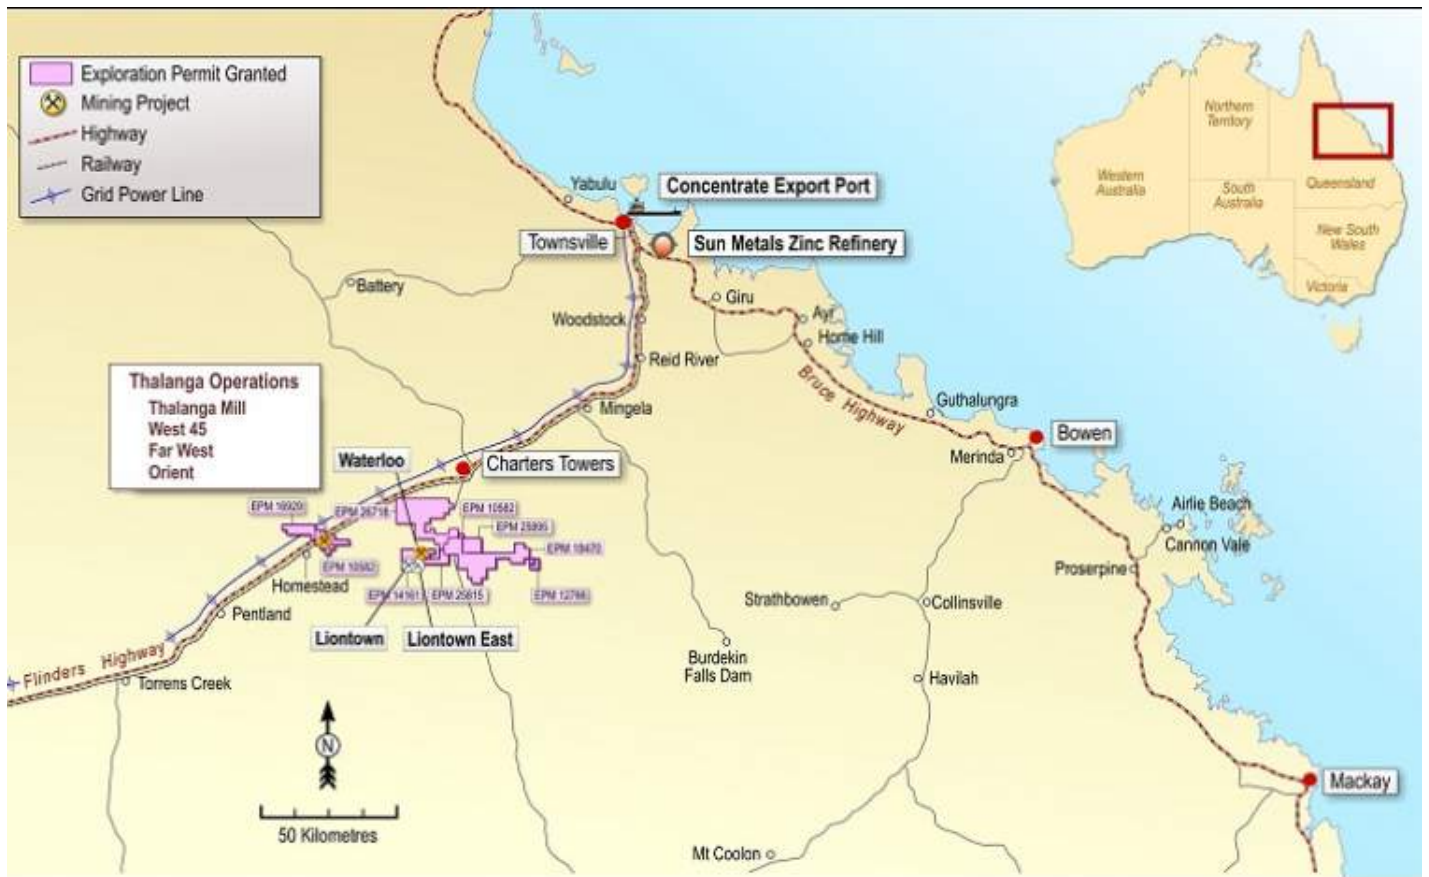 Exploration Permit Granted
Mining Project
Highway
Railway
Grid Power Line
Northern
Territory
Western
Australia
South
Australia
Queensland
New South
Wales
Victoria
Yabulu
Concentrate Export Port
Townsville
Sun Metals Zinc Refinery
Battery
Giru
Woodstock
Ayr
Home Hill
Reid River
Bruce Highway
Thalanga Operations
Thalanga Mill
West 45
Far West
Orient
Mingela
Guthalungra
Bowen
Merinda
Waterloo
Charters Towers
EPM 16929
EPM 26718
EPM 10582
EPM 25895
EPM 18470
EPM 10582
EPM 14161
EPM 25815
EPM 12766
Airlie Beach
Cannon Vale
Proserpine
Homestead
Pentland
Liontown
Liontown East
Strathbowen
Collinsville
Flinders Highway
Torrens Creek
Burdekin
Falls Dam
Havilah
N
50 Kilometres
Mackay
Mt Coolon